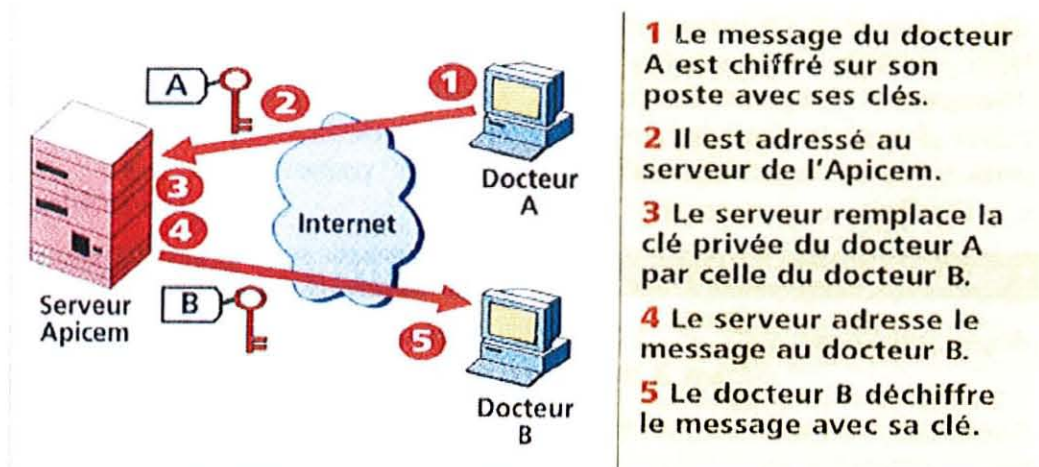 A
2
1
3
4
Internet
Docteur
A
Serveur
Apicem
B
5
Docteur
B
1 Le message du docteur
A est chiffré sur son
poste avec ses clés.
2 Il est adressé au
serveur de l'Apicem.
3 Le serveur remplace la
clé privée du docteur A
par celle du docteur B.
4 Le serveur adresse le
message au docteur B.
5 Le docteur B déchiffre
le message avec sa clé.